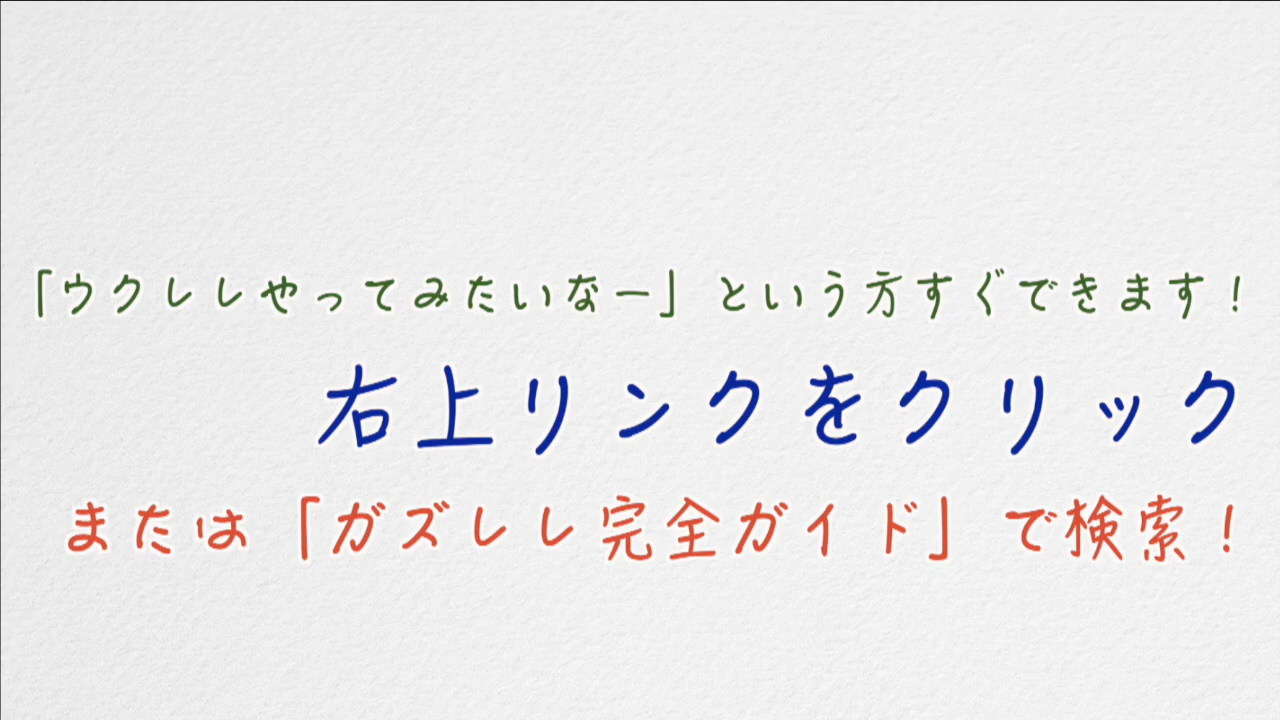 「ウクレレやってみたいなー」という方すぐできます！
右上リンクをクリック
または「ガズレレ完全ガイド」で検索！